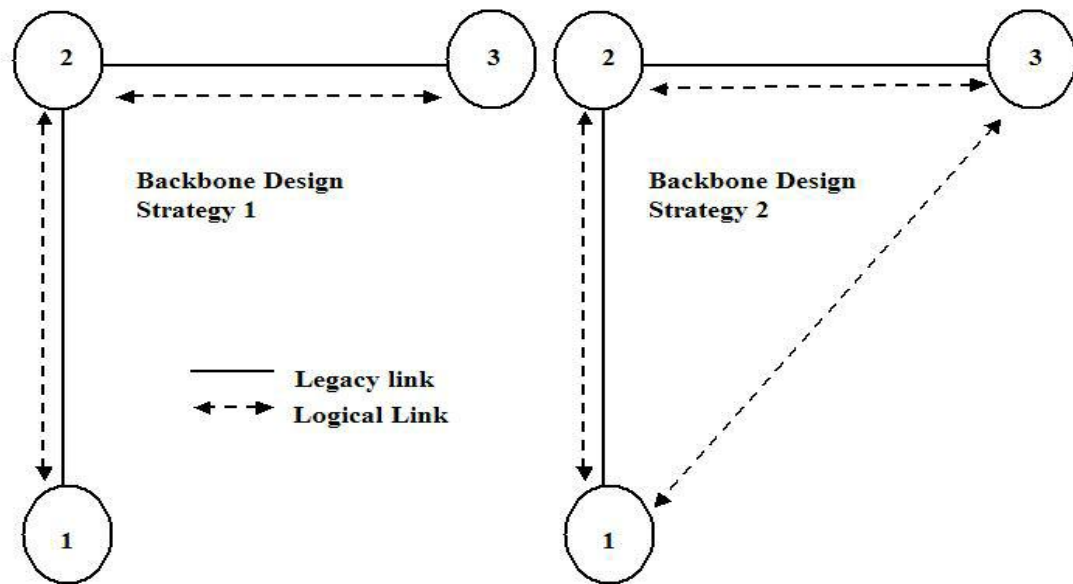 2
3
2
3
Backbone Design
Strategy 1
Backbone Design
Strategy 2
Legacy link
Logical Link
1
1